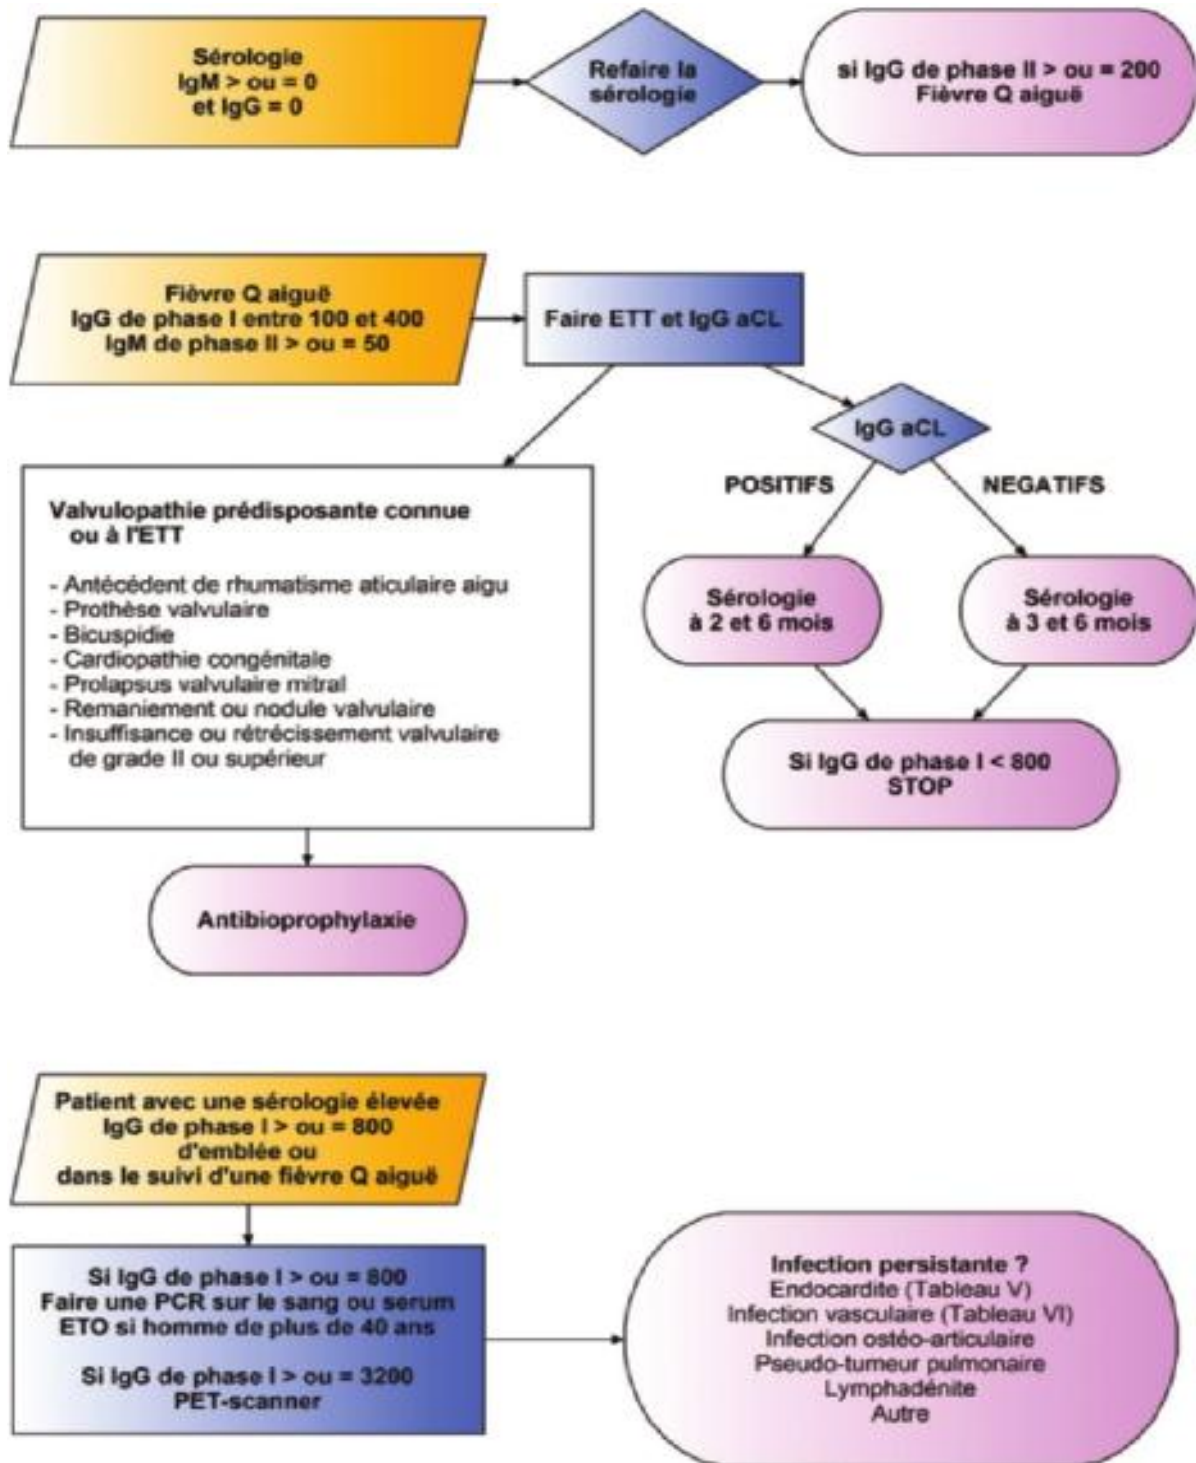 Sérologie
IgM > ou = 0
et IgG = 0
Refaire la
sérologie
si IgG de phase II > ou = 200
Fièvre Q aiguë
Fièvre Q aiguë
IgG de phase I entre 100 et 400
IgM de phase II > ou = 50
Faire ETT et IgG aCL
IgG aCL
POSITIFS
NEGATIFS
Valvulopathie prédisposante connue
ou à l'ETT
- Antécédent de rhumatisme aticulaire aigu
- Prothèse valvulaire
- Bicuspidie
- Cardiopathie congénitale
- Prolapsus valvulaire mitral
- Remaniement ou nodule valvulaire
- Insuffisance ou rétrécissement valvulaire
de grade II ou supérieur
Sérologie
à 2 et 6 mois
Sérologie
à 3 et 6 mois
Si IgG de phase I < 800
STOP
Antibioprophylaxie
Patient avec une sérologie élevée
IgG de phase I > ou = 800
d'emblée ou
dans le suivi d'une fièvre Q aiguë
Si IgG de phase I > ou = 800
Faire une PCR sur le sang ou serum
ETO si homme de plus de 40 ans
Si IgG de phase I > ou = 3200
PET-scanner
Infection persistante ?
Endocardite (Tableau V)
Infection vasculaire (Tableau VI)
Infection ostéo-articulaire
Pseudo-tumeur pulmonaire
Lymphadénite
Autre